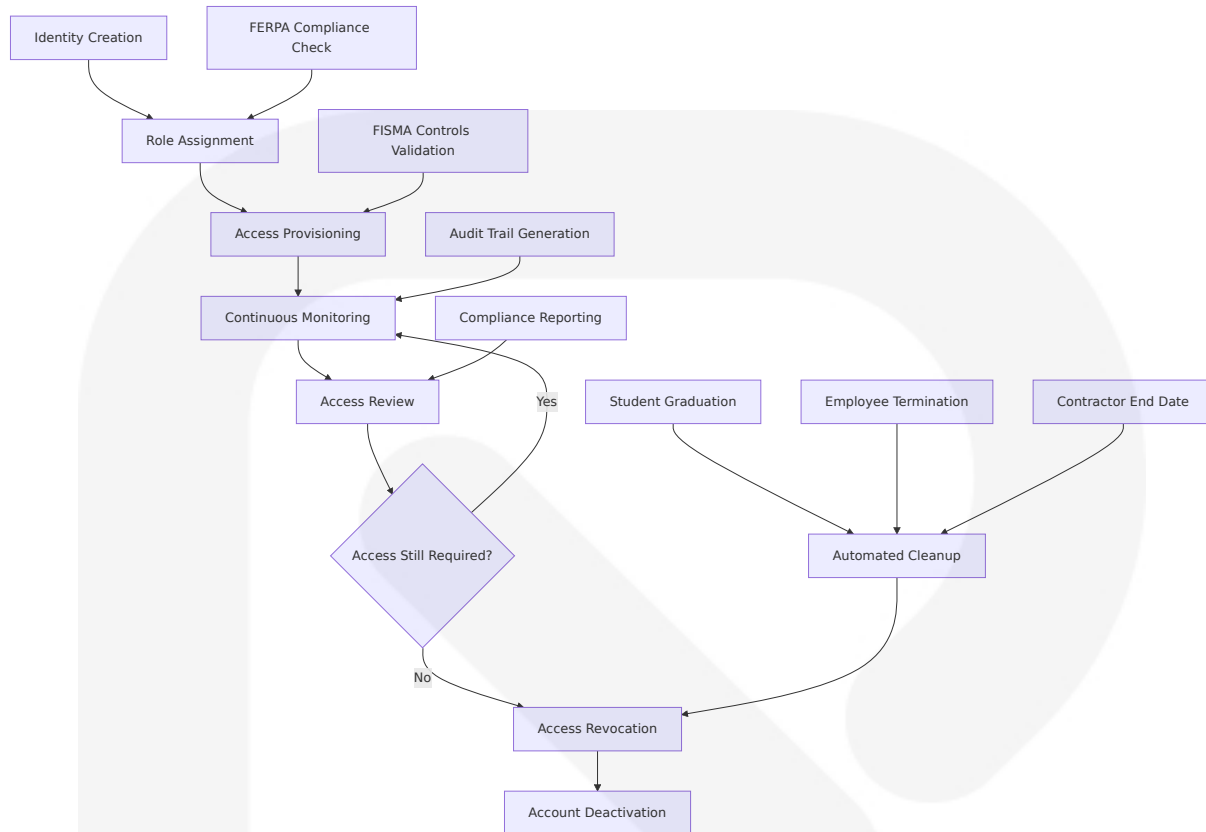 Identity Creation
FERPA Compliance
Check
Role Assignment
FISMA Controls
Validation
Access Provisioning
Audit Trail Generation
Continuous Monitoring
Compliance Reporting
Access Review
Yes
Student Graduation
Employee Termination
Contractor End Date
Access Still Required?
Automated Cleanup
No
Access Revocation
Account Deactivation